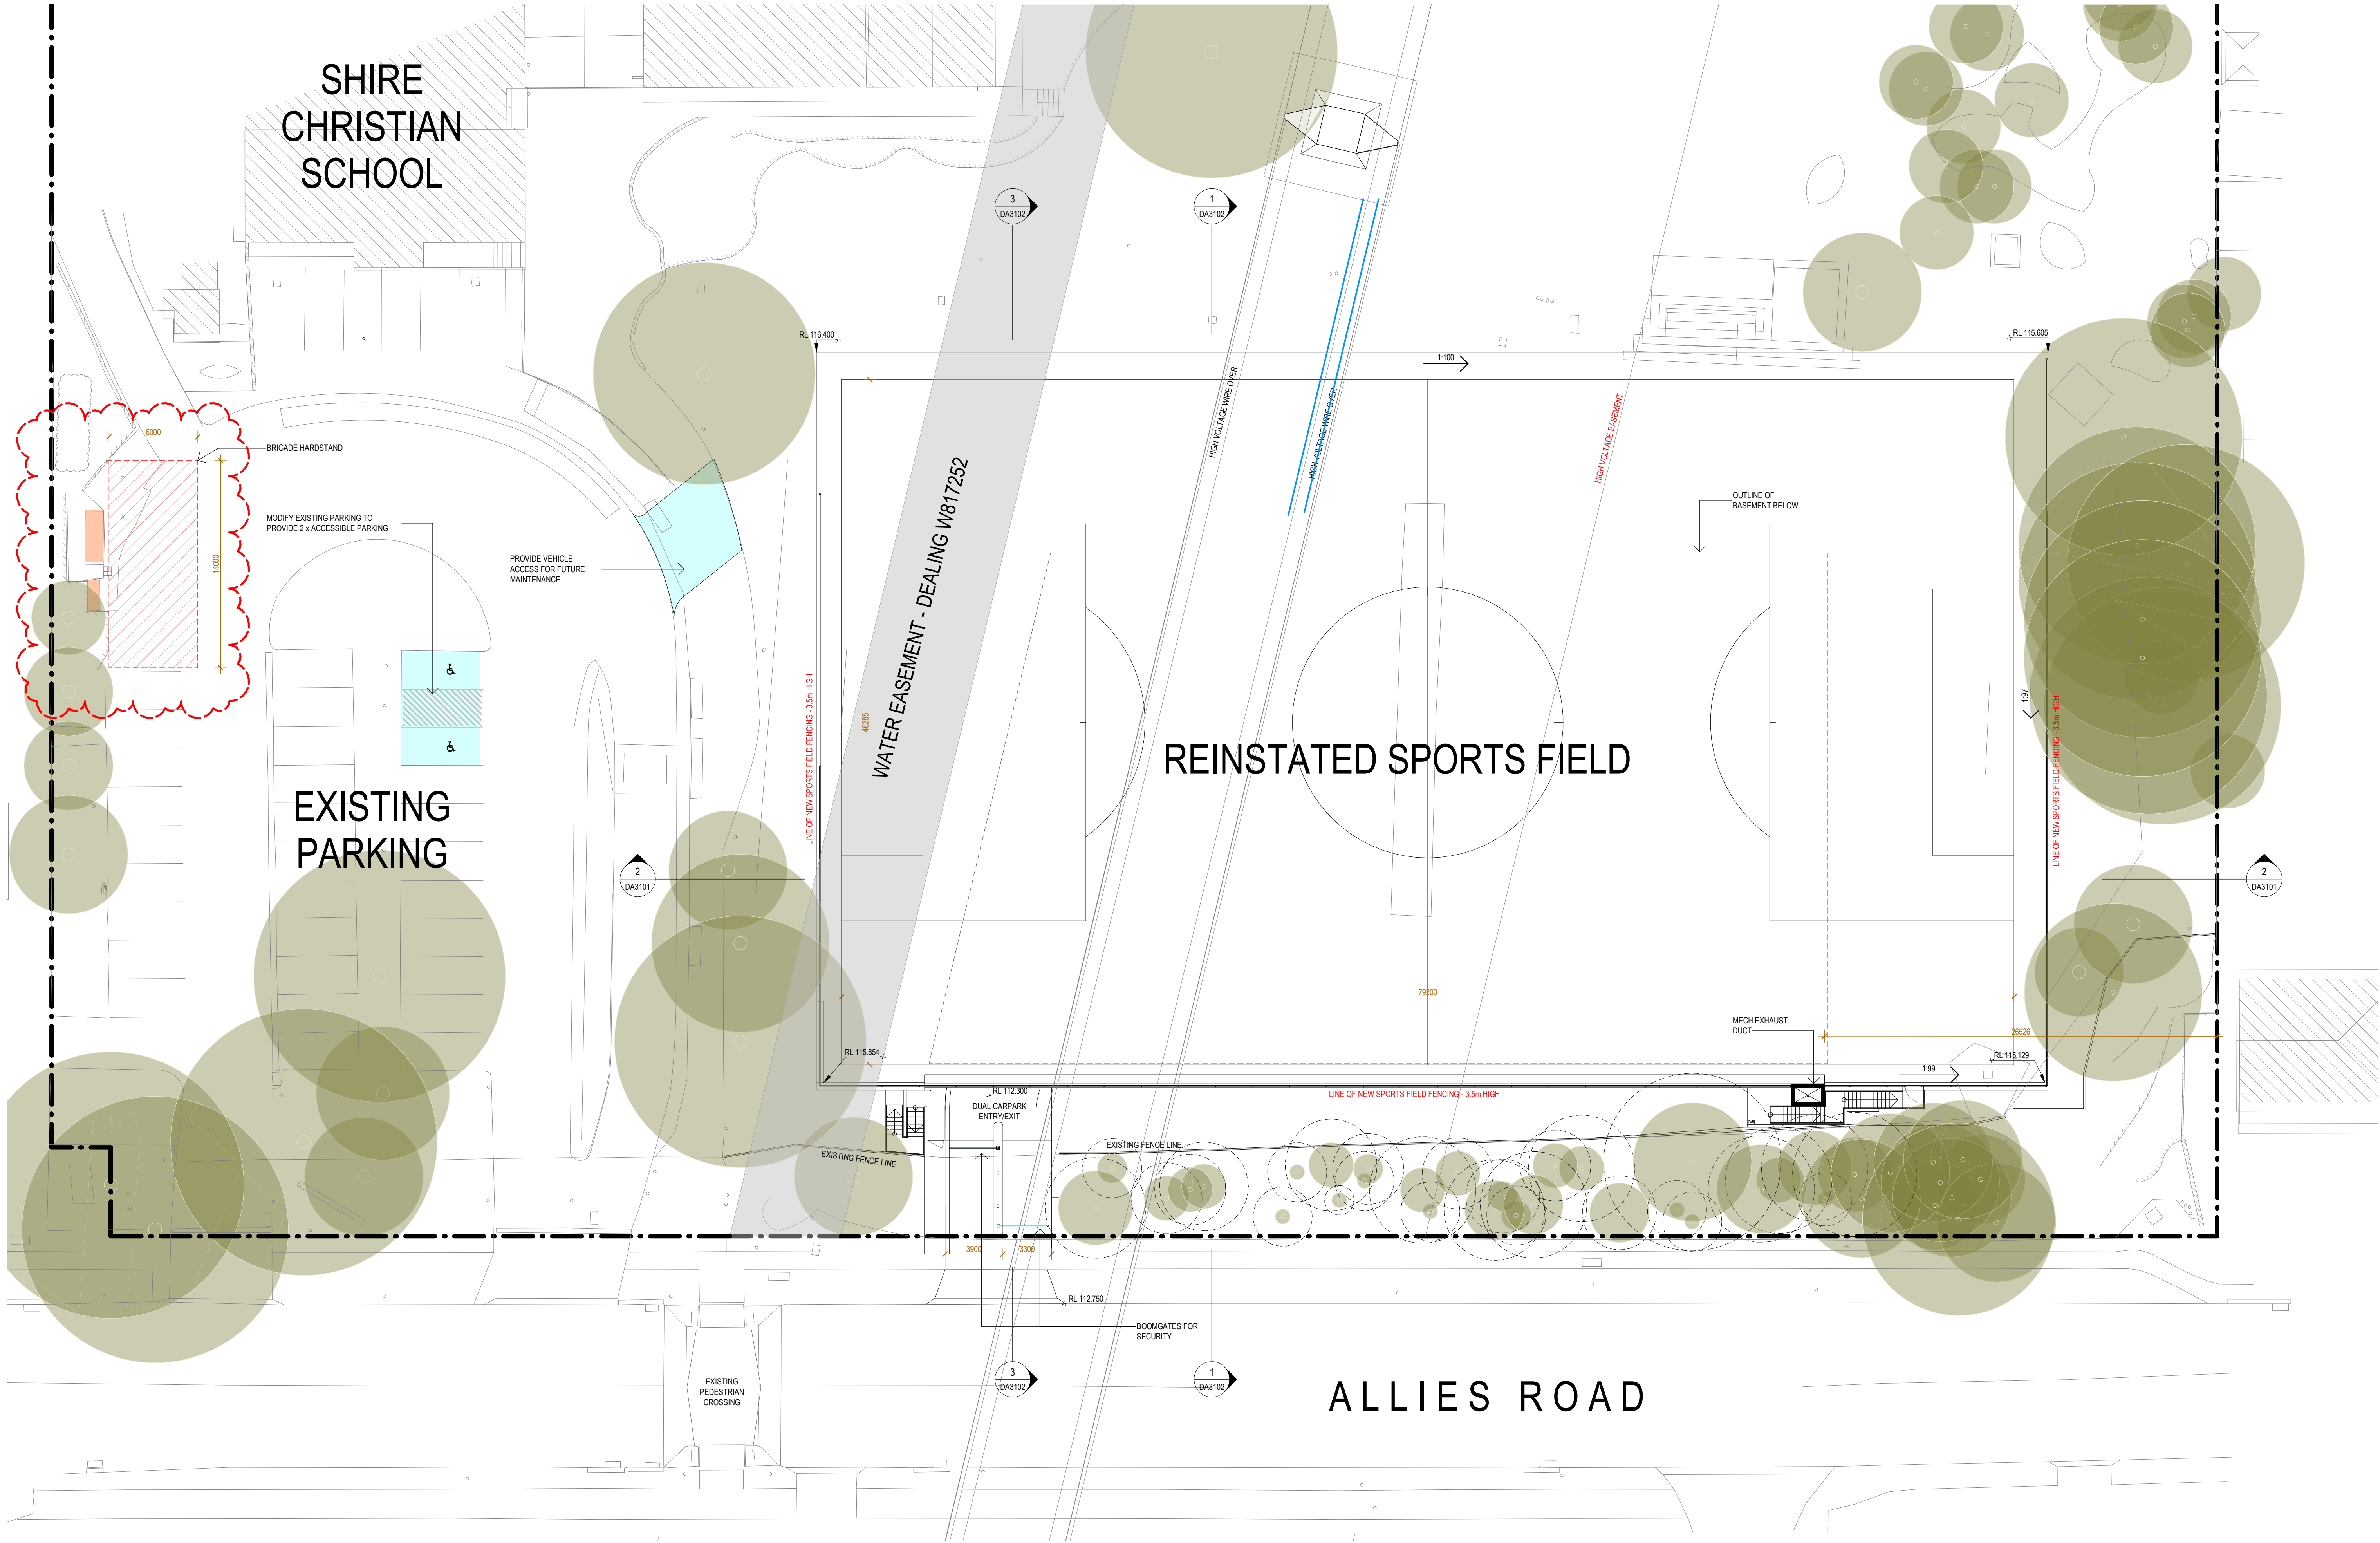 SHIRE
CHRISTIAN
SCHOOL
3
DA3102
1
DA3102
RL 116.400
RL 115.605
1:100
HIGH VOLTAGE WIRE OVER
HIGH VOLTAGE WIRE OVER
HIGH VOLTAGE EASEMENT
6000
BRIGADE HARDSTAND
14000
MODIFY EXISTING PARKING TO
PROVIDE 2 x ACCESSIBLE PARKING
PROVIDE VEHICLE
ACCESS FOR FUTURE
MAINTENANCE
WATER EASEMENT - DEALING W817252
OUTLINE OF
BASEMENT BELOW
LINE OF NEW SPORTS FIELD FENCING - 3.5m HIGH
46285
REINSTATED SPORTS FIELD
1:97
LINE OF NEW SPORTS FIELD FENCING - 3.5m HIGH
EXISTING
PARKING
2
DA3101
2
DA3101
79200
MECH EXHAUST
DUCT
26526
RL 115.854
RL 115.129
1:99
RL 112.300
DUAL CARPARK
ENTRY/EXIT
LINE OF NEW SPORTS FIELD FENCING - 3.5m HIGH
EXISTING FENCE LINE
EXISTING FENCE LINE
3900
3300
RL 112.750
BOOMGATES FOR
SECURITY
3
DA3102
1
DA3102
EXISTING
PEDESTRIAN
CROSSING
ALLIES ROAD